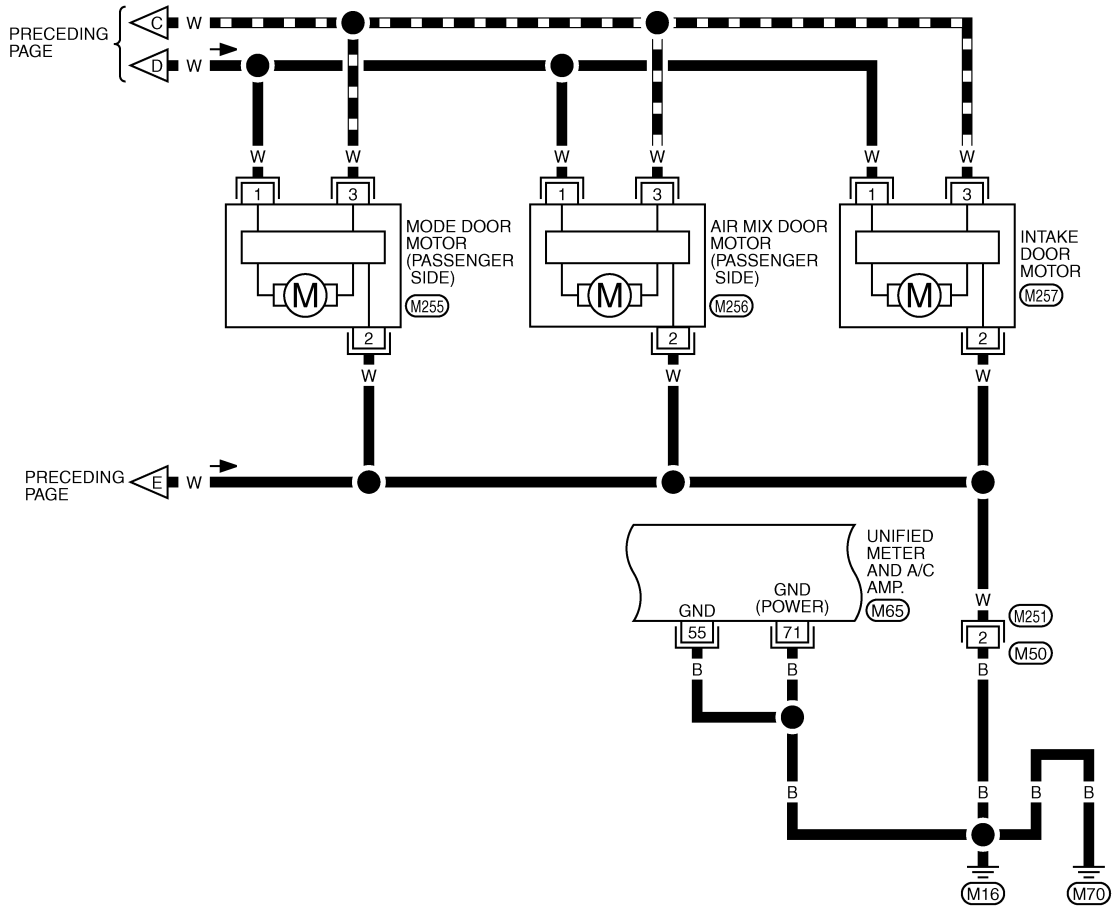 C W
PRECEDING
PAGE
D W
W W W W W W
1 3 1 3 1 3
MODE DOOR
MOTOR
(PASSENGER
SIDE)
M255
AIR MIX DOOR
MOTOR
(PASSENGER
SIDE)
M256
INTAKE
DOOR
MOTOR
M257
M M M
2 2 2
W W W
PRECEDING
PAGE
E W
UNIFIED
METER
AND A/C
AMP.
M65
GND
GND
(POWER)
55 71
W
M251
2
M50
B B B
B B B B
M16 M70